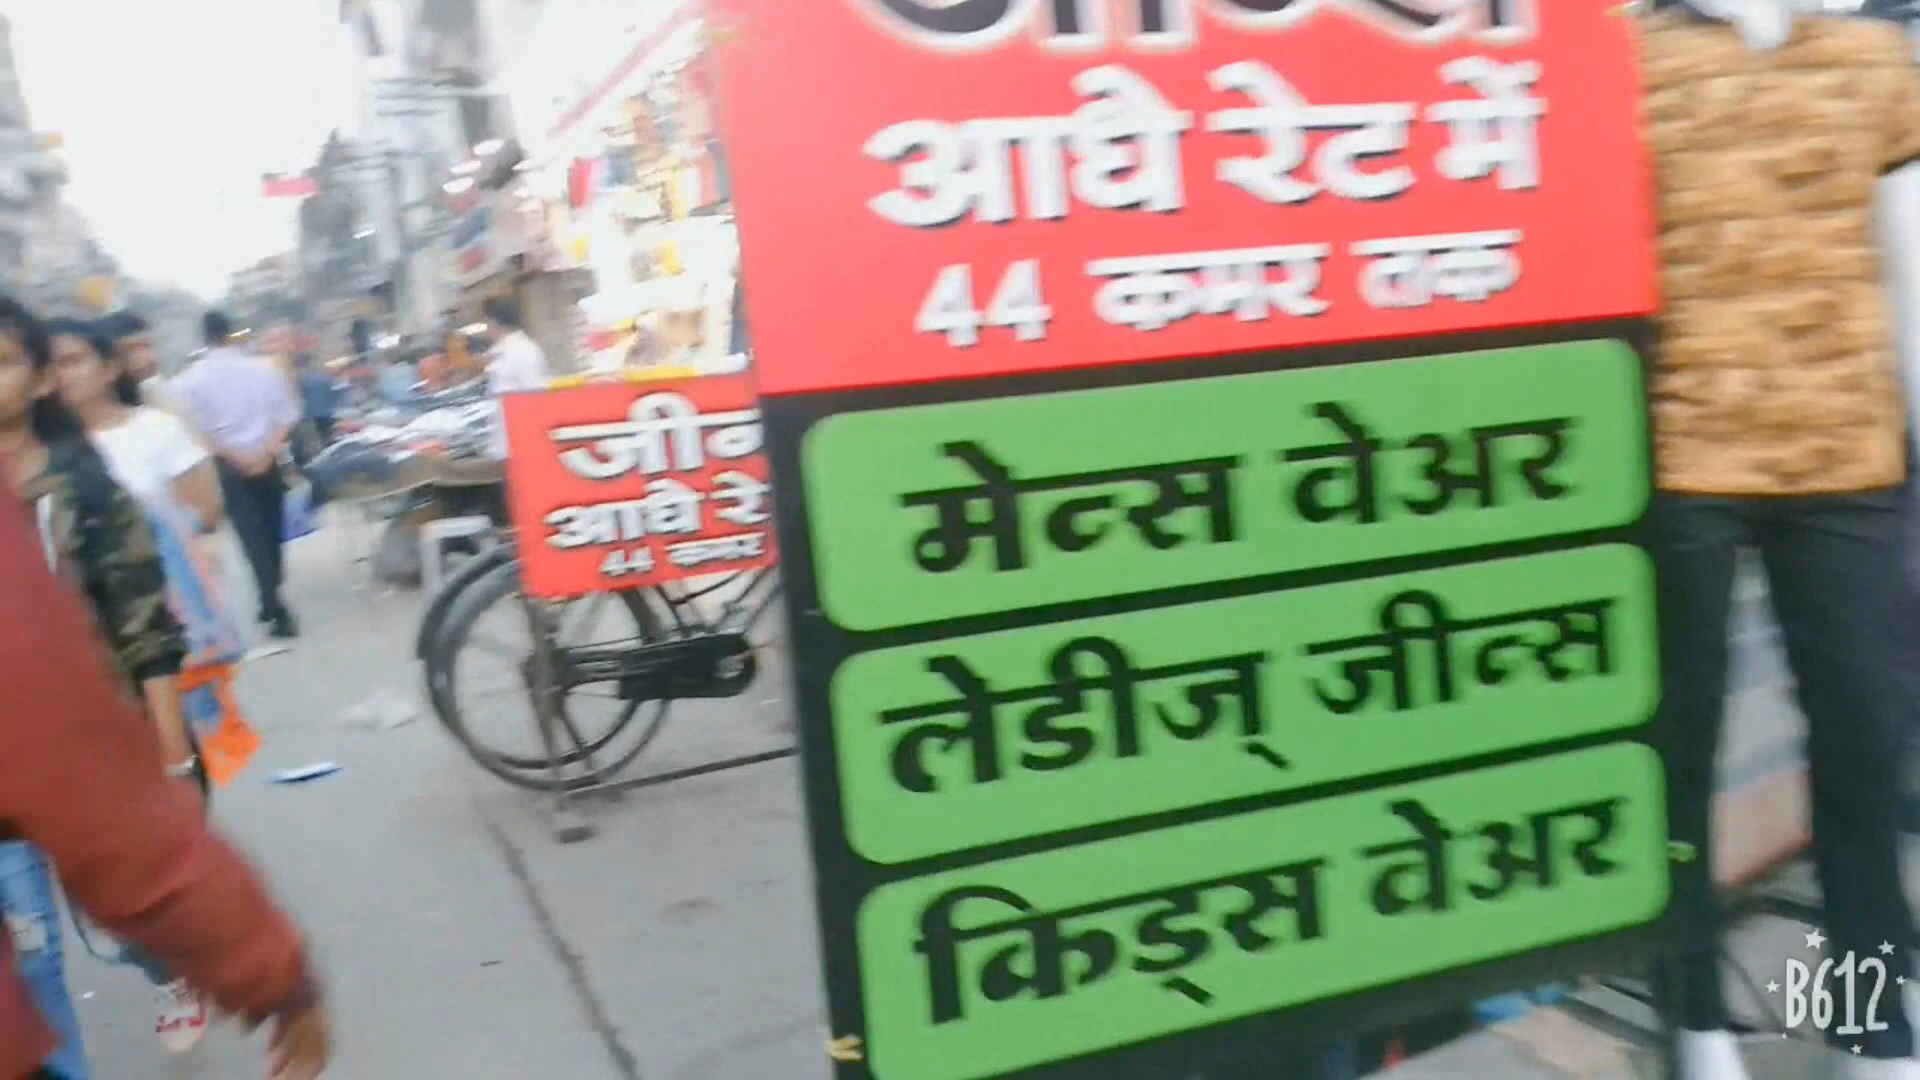 आधे रेट में
44 कमर तक
मेन्स वेअर
लेडीज् जीन्स
किड्स वेअर
आधे रे
44 कमर
B612